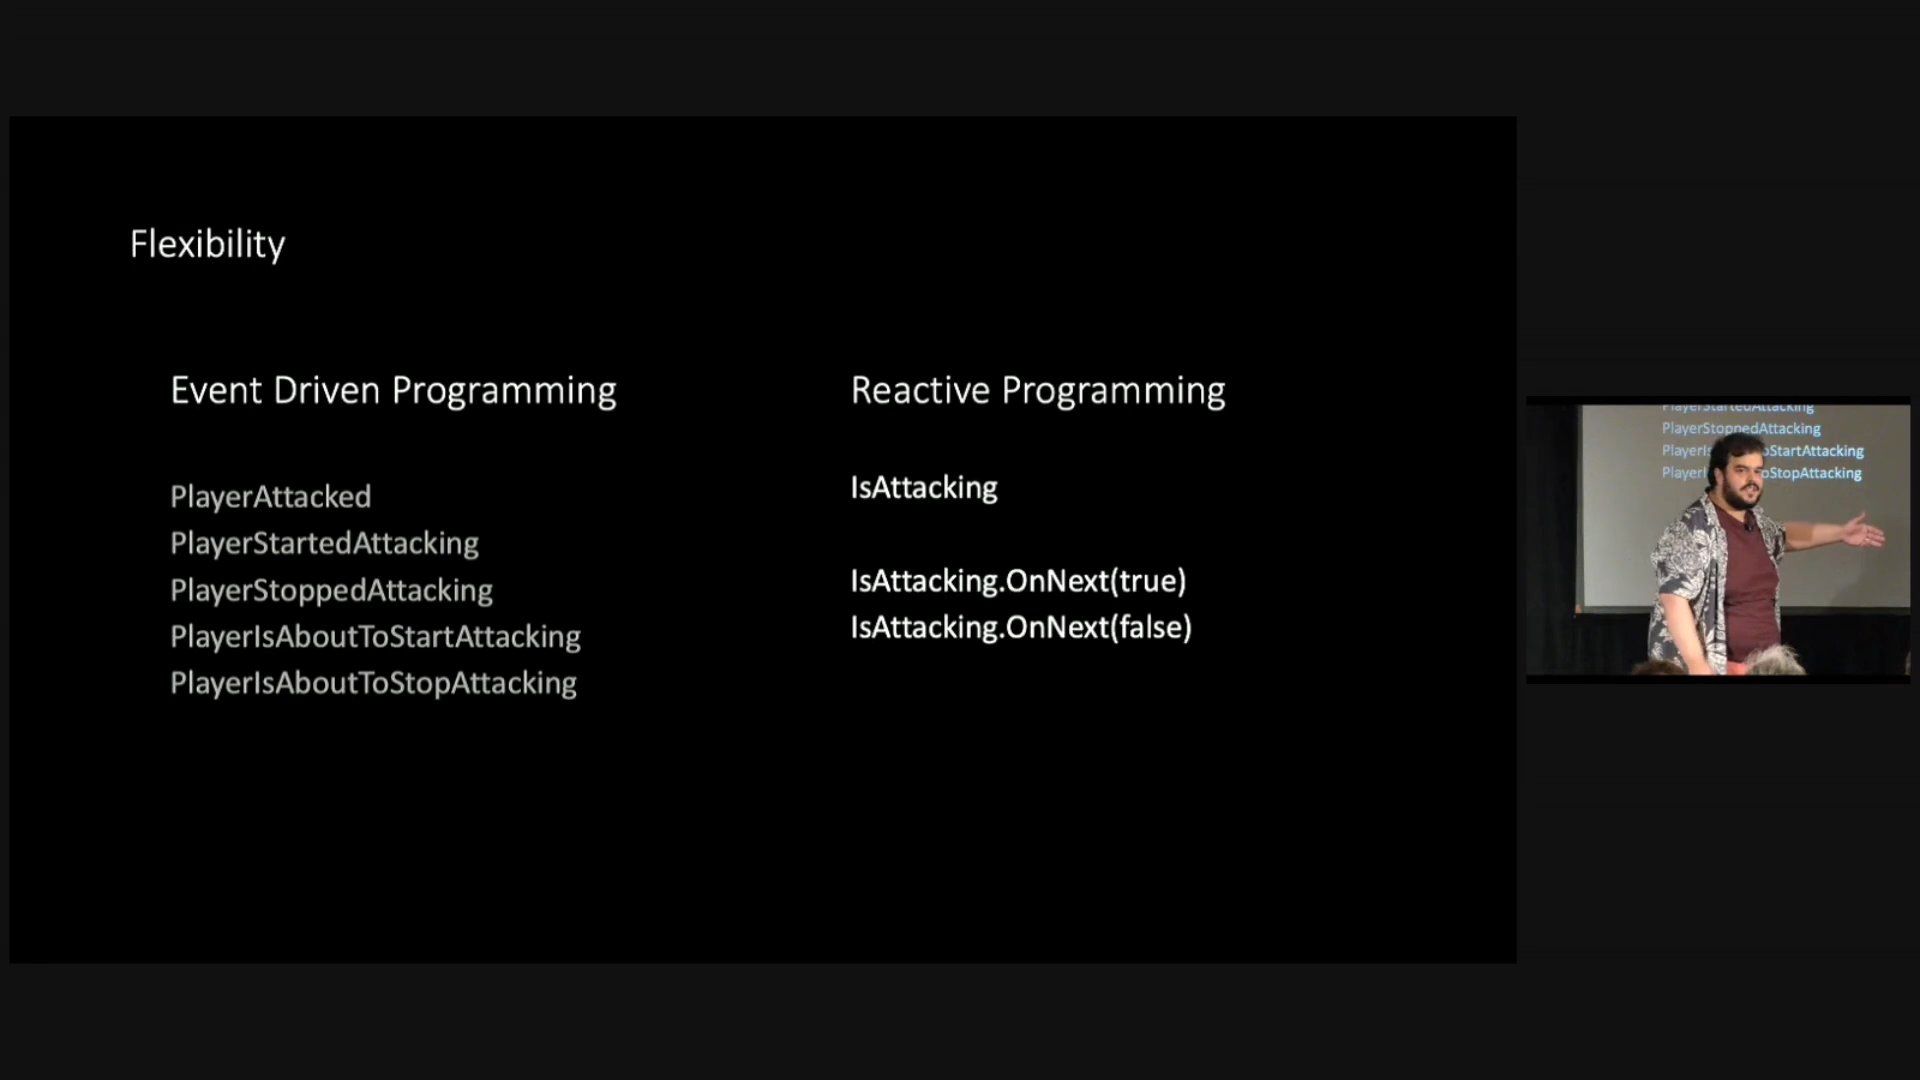 Flexibility
Event Driven Programming
PlayerAttacked
PlayerStartedAttacking
PlayerStoppedAttacking
PlayerIsAboutToStartAttacking
PlayerIsAboutToStopAttacking
Reactive Programming
IsAttacking
IsAttacking.OnNext(true)
IsAttacking.OnNext(false)
PlayerStartedAttacking
PlayerStoppedAttacking
StartAttacking
StopAttacking